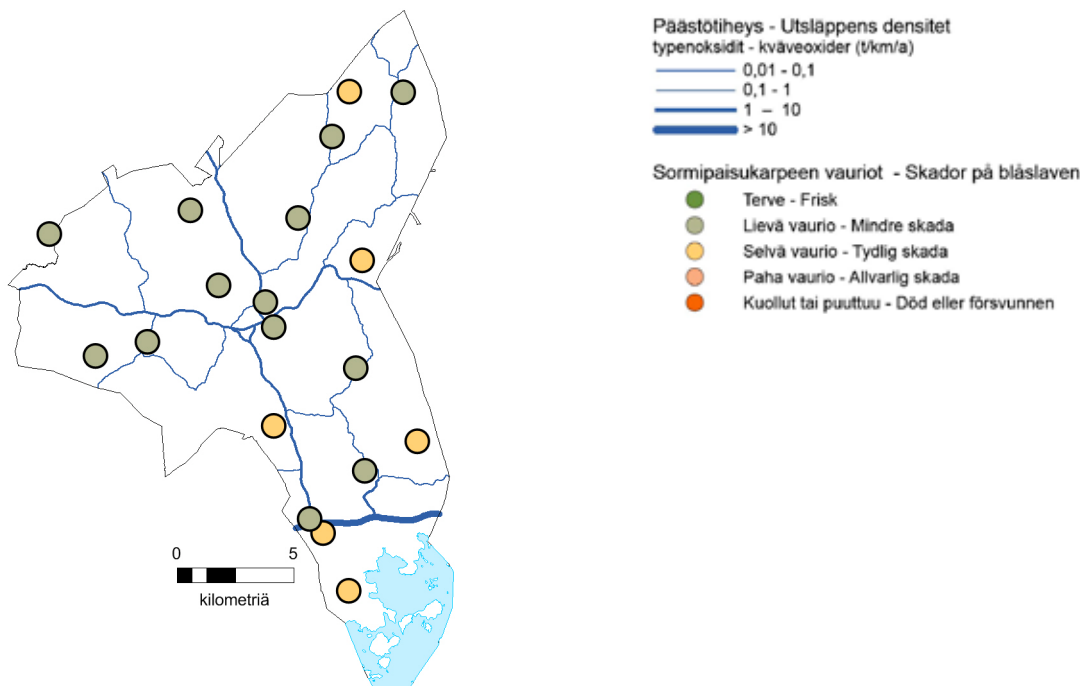 Päästötiheys - Utsläppens densitet
typenoksidit - kväveoxider (t/km/a)
0,01 - 0,1
0,1 - 1
1 – 10
> 10
Sormipaisukarpeen vauriot - Skador på blåslaven
Terve - Frisk
Lievä vaurio - Mindre skada
Selvä vaurio - Tydlig skada
Paha vaurio - Allvarlig skada
Kuollut tai puuttuu - Död eller försvunnen
0 5
kilometriä